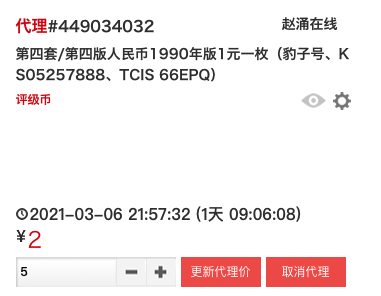 代理#449034032 赵涌在线
第四套/第四版人民币1990年版1元一枚（豹子号、K
S05257888、TCIS 66EPQ）
评级币
2021-03-06 21:57:32 (1天 09:06:08)
¥2
5 − + 更新代理价 取消代理